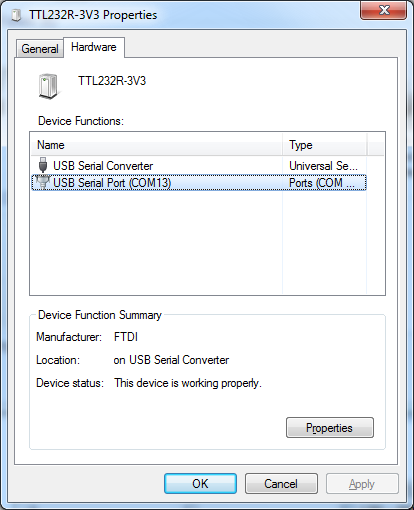 TTL232R-3V3 Properties
General Hardware
TTL232R-3V3
Device Functions:
Name Type
USB Serial Converter Universal Se...
USB Serial Port (COM13) Ports (COM ...
Device Function Summary
Manufacturer: FTDI
Location: on USB Serial Converter
Device status: This device is working properly.
Properties
OK Cancel Apply